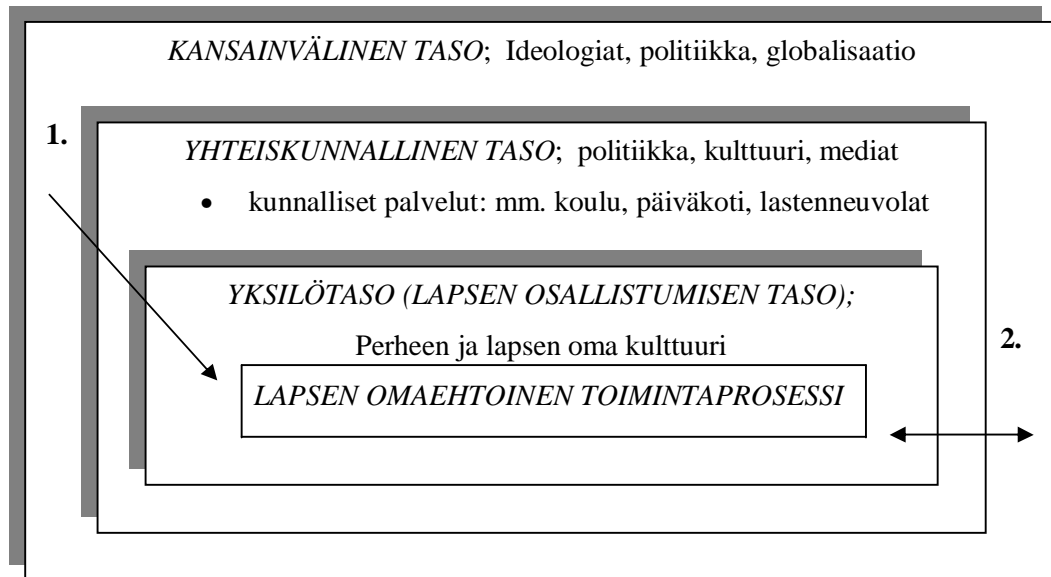 KANSAINVÄLINEN TASO; Ideologiat, politiikka, globalisaatio
1.
YHTEISKUNNALLINEN TASO; politiikka, kulttuuri, mediat
• kunnalliset palvelut: mm. koulu, päiväkoti, lastenneuvolat
YKSILÖTASO (LAPSEN OSALLISTUMISEN TASO);
Perheen ja lapsen oma kulttuuri
2.
LAPSEN OMAEHTOINEN TOIMINTAPROSESSI